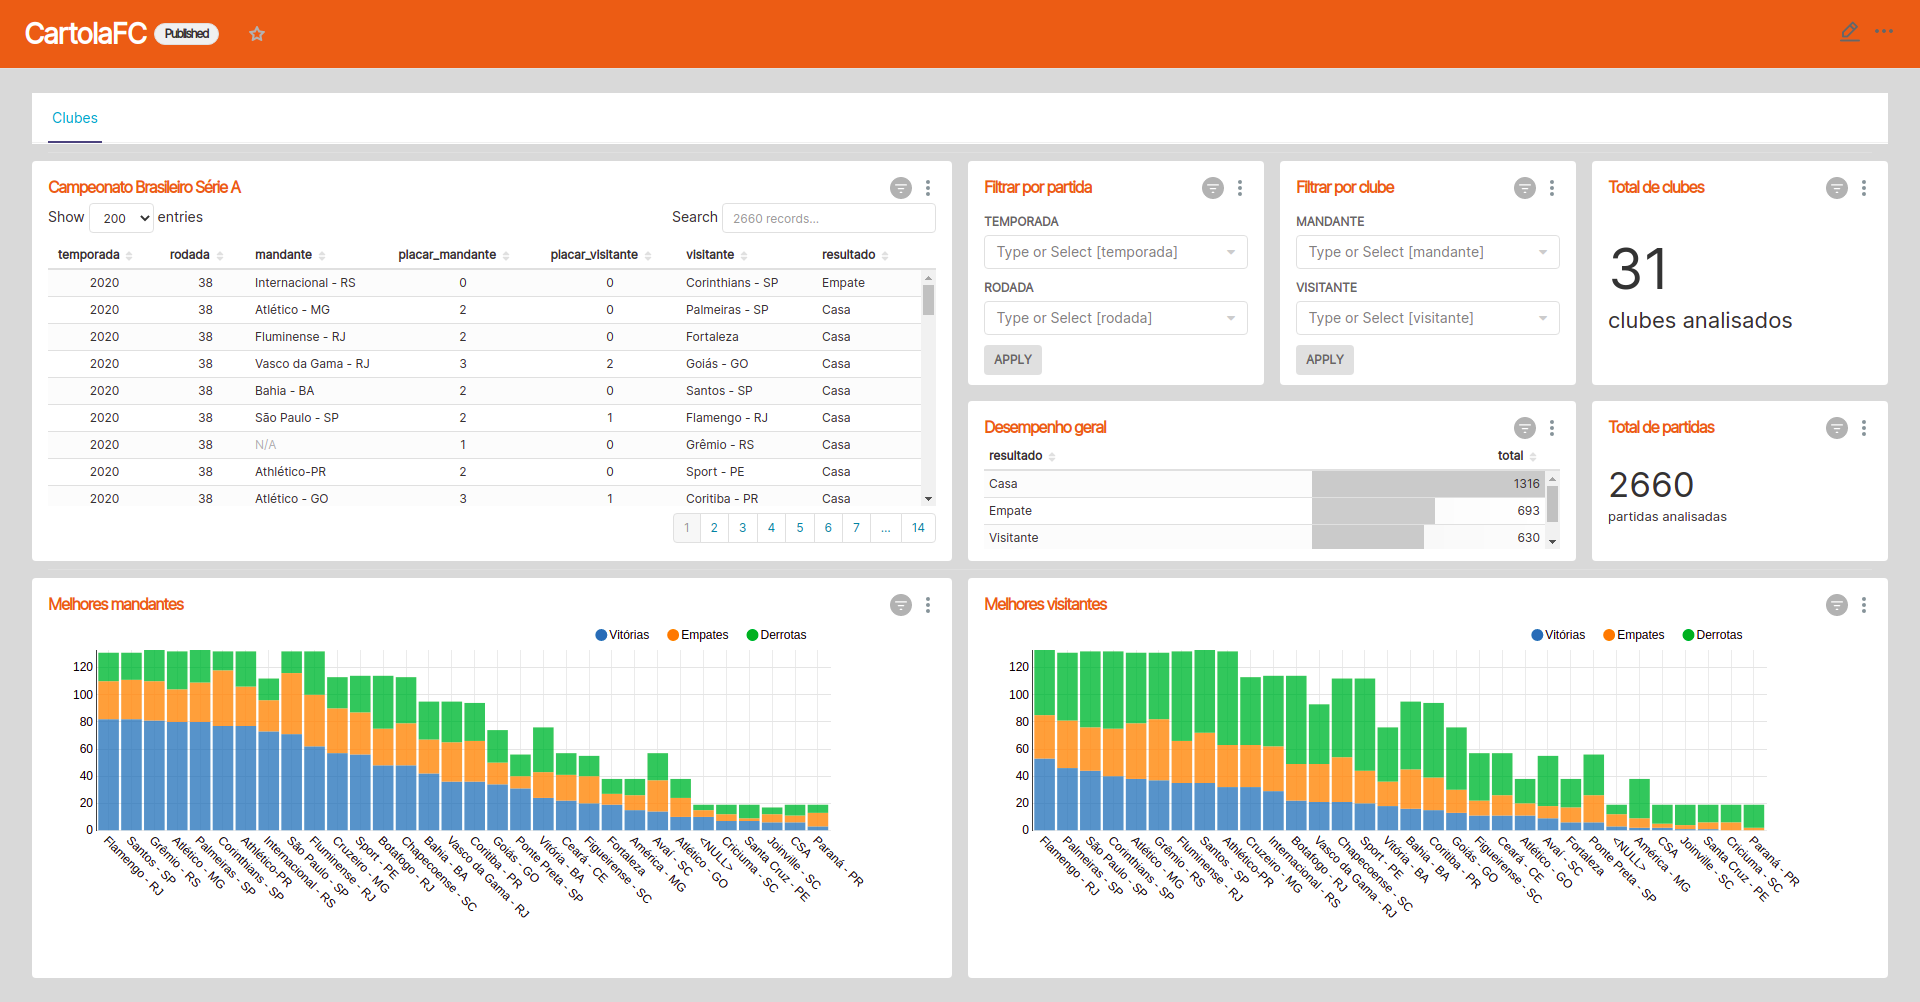 CartolaFC Published
Clubes
Campeonato Brasileiro Série A
Show 200 entries
Search 2660 records...
temporada rodada mandante placar_mandante placar_visitante visitante resultado
2020 38 Internacional - RS 0 0 Corinthians - SP Empate
2020 38 Atlético - MG 2 0 Palmeiras - SP Casa
2020 38 Fluminense - RJ 2 0 Fortaleza Casa
2020 38 Vasco da Gama - RJ 3 2 Goiás - GO Casa
2020 38 Bahia - BA 2 0 Santos - SP Casa
2020 38 São Paulo - SP 2 1 Flamengo - RJ Casa
2020 38 N/A 1 0 Grêmio - RS Casa
2020 38 Athlético-PR 2 0 Sport - PE Casa
2020 38 Atlético - GO 3 1 Coritiba - PR Casa
1 2 3 4 5 6 7 ... 14
Filtrar por partida
TEMPORADA
Type or Select [temporada]
RODADA
Type or Select [rodada]
APPLY
Filtrar por clube
MANDANTE
Type or Select [mandante]
VISITANTE
Type or Select [visitante]
APPLY
Total de clubes
31
clubes analisados
Desempenho geral
resultado total
Casa 1316
Empate 693
Visitante 630
Total de partidas
2660
partidas analisadas
Melhores mandantes
Vitórias Empates Derrotas
120
100
80
60
40
20
0
Flamengo - RJ
Santos - SP
Grêmio - RS
Atlético - MG
Palmeiras - SP
Corinthians - SP
Athlético-PR
Internacional - RS
São Paulo - SP
Fluminense - RJ
Cruzeiro - MG
Sport - PE
Botafogo - RJ
Chapecoense - SC
Bahia - BA
Vasco da Gama - RJ
Coritiba - PR
Goiás - GO
Ponte Preta - SP
Vitória - BA
Ceará - CE
Figueirense - SC
Fortaleza
América - MG
Avaí - SC
Atlético - GO
<NULL>
Criciuma - SC
Santa Cruz - PE
Joinville - SC
CSA
Paraná - PR
Melhores visitantes
Vitórias Empates Derrotas
120
100
80
60
40
20
0
Flamengo - RJ
Palmeiras - SP
São Paulo - SP
Corinthians - SP
Atlético - MG
Grêmio - RS
Fluminense - RJ
Santos - SP
Athlético-PR
Cruzeiro - MG
Internacional - RS
Botafogo - RJ
Vasco da Gama - RJ
Chapecoense - SC
Sport - PE
Vitória - BA
Bahia - BA
Coritiba - PR
Goiás - GO
Figueirense - SC
Ceará - CE
Atlético - GO
Avaí - SC
Fortaleza
Ponte Preta - SP
<NULL>
América - MG
CSA
Joinville - SC
Santa Cruz - PE
Criciuma - SC
Paraná - PR